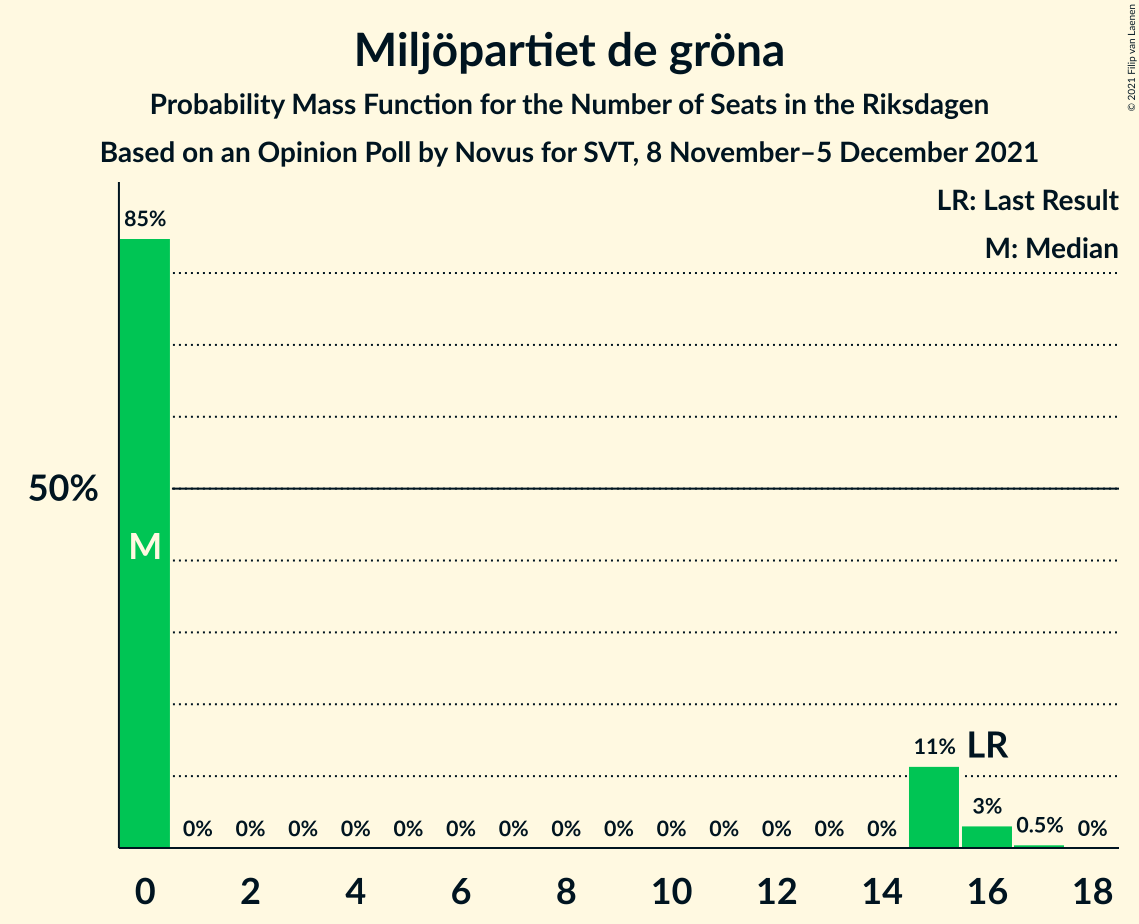 Miljöpartiet de gröna
Probability Mass Function for the Number of Seats in the Riksdagen
Based on an Opinion Poll by Novus for SVT, 8 November–5 December 2021
© 2021 Filip van Laenen
LR: Last Result
M: Median
85%
50%
M
11% LR
3%
0% 0% 0% 0% 0% 0% 0% 0% 0% 0% 0% 0% 0% 0% 0.5% 0%
0 2 4 6 8 10 12 14 16 18